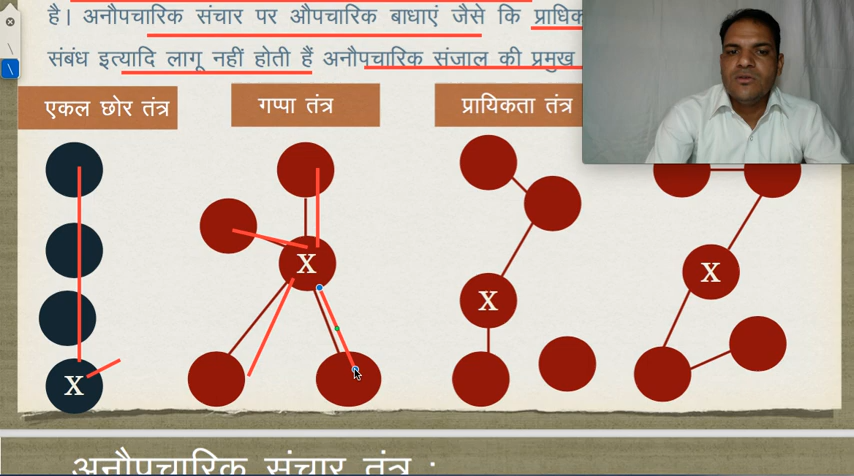 है। अनौपचारिक संचार पर औपचारिक बाधाएं जैसे कि
संबंध इत्यादि लागू नहीं होती हैं अनौपचारिक संजाल की प्रमुख
एकल छोर तंत्र
गप्पा तंत्र
प्रायिकता तंत्र
X
X
X
X
अनौपचारिक संचार तंत्र :